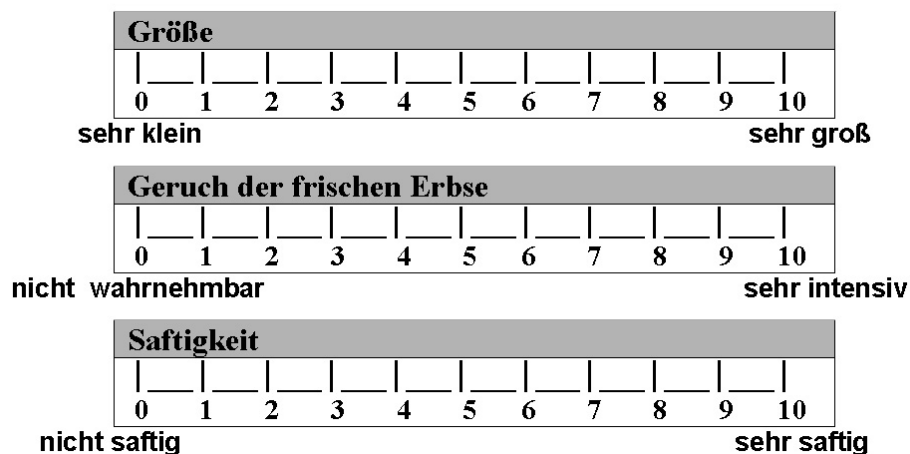 Größe
0 1 2 3 4 5 6 7 8 9 10
sehr klein sehr groß
Geruch der frischen Erbse
0 1 2 3 4 5 6 7 8 9 10
nicht wahrnehmbar sehr intensiv
Saftigkeit
0 1 2 3 4 5 6 7 8 9 10
nicht saftig sehr saftig